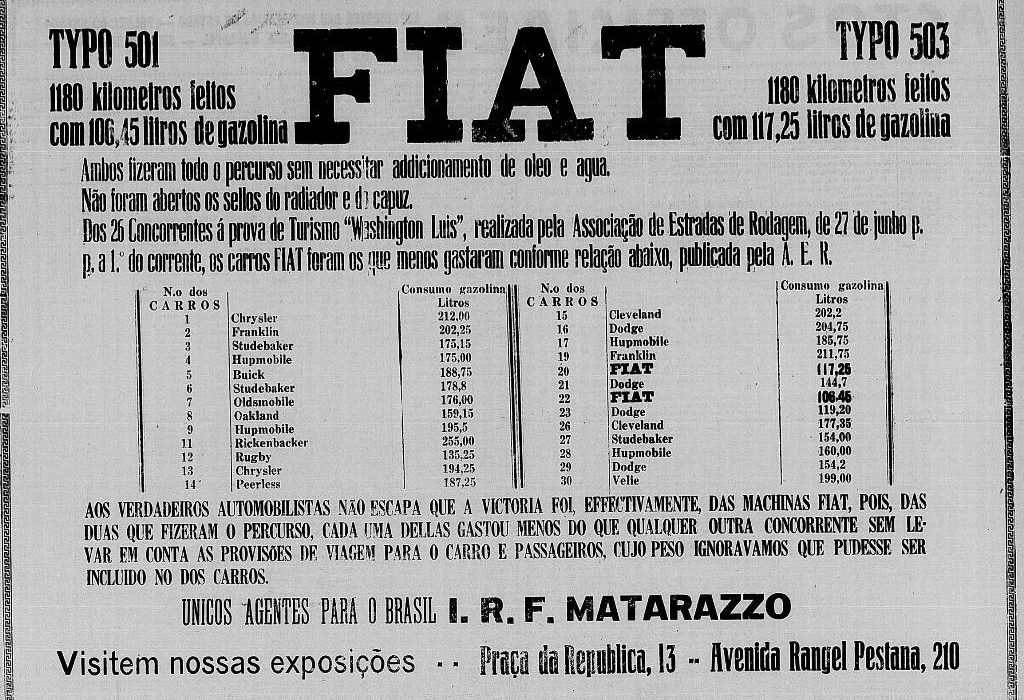 TYPO 501
1180 kilometros feitos
com 106,45 litros de gazolina
FIAT
TYPO 503
1180 kilometros feitos
com 117,25 litros de gazolina
Ambos fizeram todo o percurso sem necessitar addicionamento de oleo e agua.
Não foram abertos os sellos do radiador e do capuz.
Dos 26 Concorrentes á prova de Turismo "Washington Luis", realizada pela Associação de Estradas de Rodagem, de 27 de junho p.
p. a 1.º do corrente, os carros FIAT foram os que menos gastaram conforme relação abaixo, publicada pela A. E. R.
N.o dos CARROS Consumo gazolina Litros
1 Chrysler 212,00
2 Franklin 202,25
3 Studebaker 175,15
4 Hupmobile 175,00
5 Buick 188,75
6 Studebaker 178,8
7 Oldsmobile 176,00
8 Oakland 159,15
9 Hupmobile 195,5
11 Rickenbacker 255,00
12 Rugby 135,25
13 Chrysler 194,25
14 Peerless 187,25
N.o dos CARROS Consumo gazolina Litros
15 Cleveland 202,2
16 Dodge 204,75
17 Hupmobile 185,75
19 Franklin 211,75
20 FIAT 117,25
21 Dodge 144,7
22 FIAT 106,45
23 Dodge 119,20
26 Cleveland 177,35
27 Studebaker 154,00
28 Hupmobile 160,00
29 Dodge 154,2
30 Velie 199,00
AOS VERDADEIROS AUTOMOBILISTAS NÃO ESCAPA QUE A VICTORIA FOI, EFFECTIVAMENTE, DAS MACHINAS FIAT, POIS, DAS
DUAS QUE FIZERAM O PERCURSO, CADA UMA DELLAS GASTOU MENOS DO QUE QUALQUER OUTRA CONCORRENTE SEM LE-
VAR EM CONTA AS PROVISÕES DE VIAGEM PARA O CARRO E PASSAGEIROS, CUJO PESO IGNORAVAMOS QUE PUDESSE SER
INCLUIDO NO DOS CARROS.
UNICOS AGENTES PARA O BRASIL I. R. F. MATARAZZO
Visitem nossas exposições -- Praça da Republica, 13 -- Avenida Rangel Pestana, 210